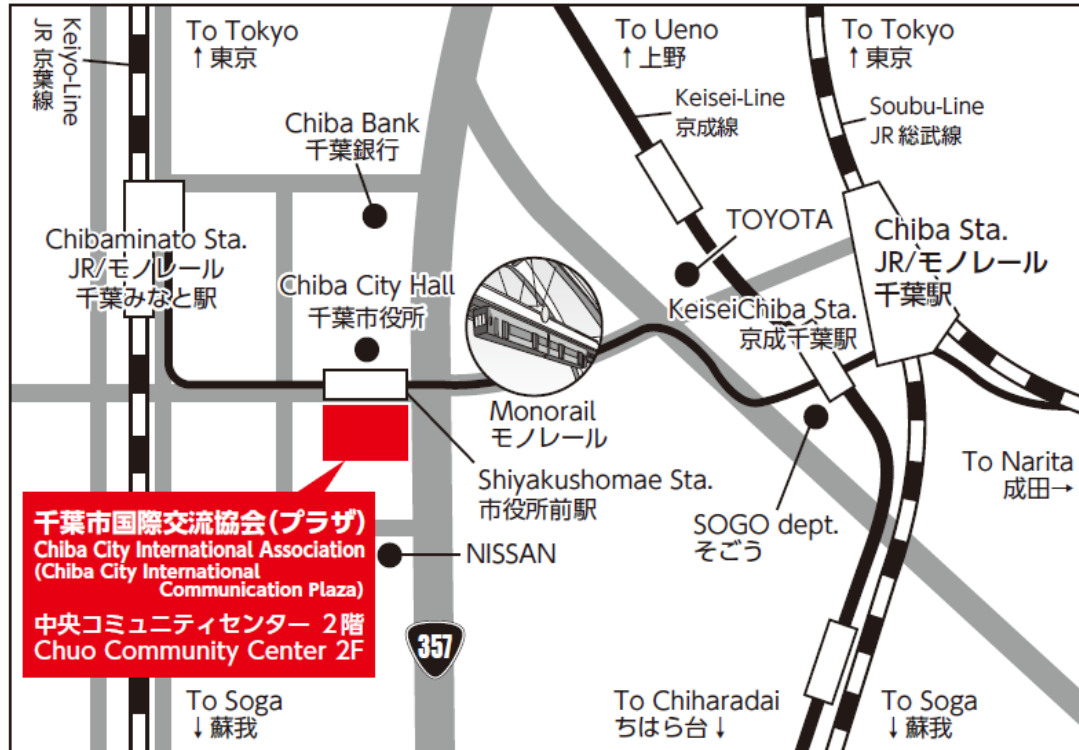 Keiyo-Line
JR 京葉線
To Tokyo
↑東京
To Ueno
↑上野
To Tokyo
↑東京
Keisei-Line
京成線
Soubu-Line
JR 総武線
Chiba Bank
千葉銀行
TOYOTA
Chibaminato Sta.
JR/モノレール
千葉みなと駅
Chiba City Hall
千葉市役所
Chiba Sta.
JR/モノレール
千葉駅
KeiseiChiba Sta.
京成千葉駅
Monorail
モノレール
Shiyakushomae Sta.
市役所前駅
To Narita
成田→
SOGO dept.
そごう
千葉市国際交流協会(プラザ)
Chiba City International Association
(Chiba City International
Communication Plaza)
中央コミュニティセンター 2階
Chuo Community Center 2F
NISSAN
357
To Soga
↓蘇我
To Chiharadai
ちはら台↓
To Soga
↓蘇我